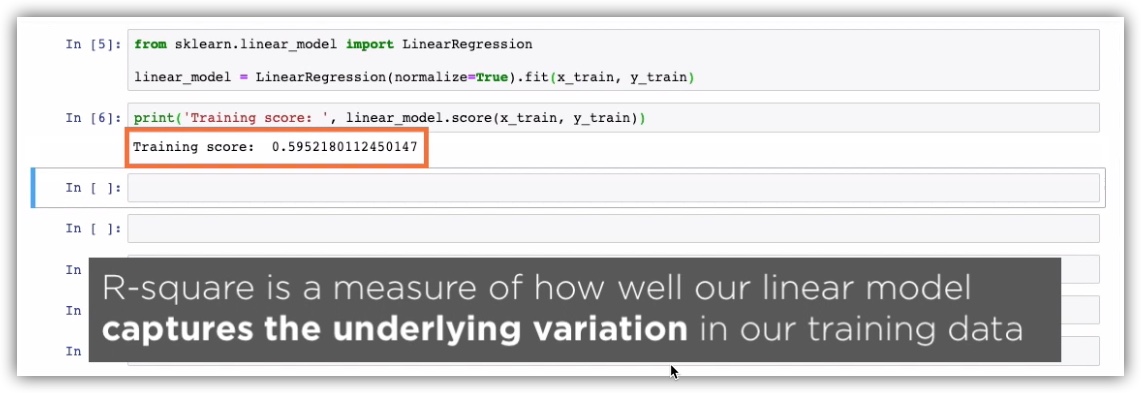 In [5]: from sklearn.linear_model import LinearRegression
linear_model = LinearRegression(normalize=True).fit(x_train, y_train)
In [6]: print('Training score: ', linear_model.score(x_train, y_train))
Training score:  0.5952180112450147
In [ ]:
In [ ]:
In
R-square is a measure of how well our linear model
In
captures the underlying variation in our training data
In